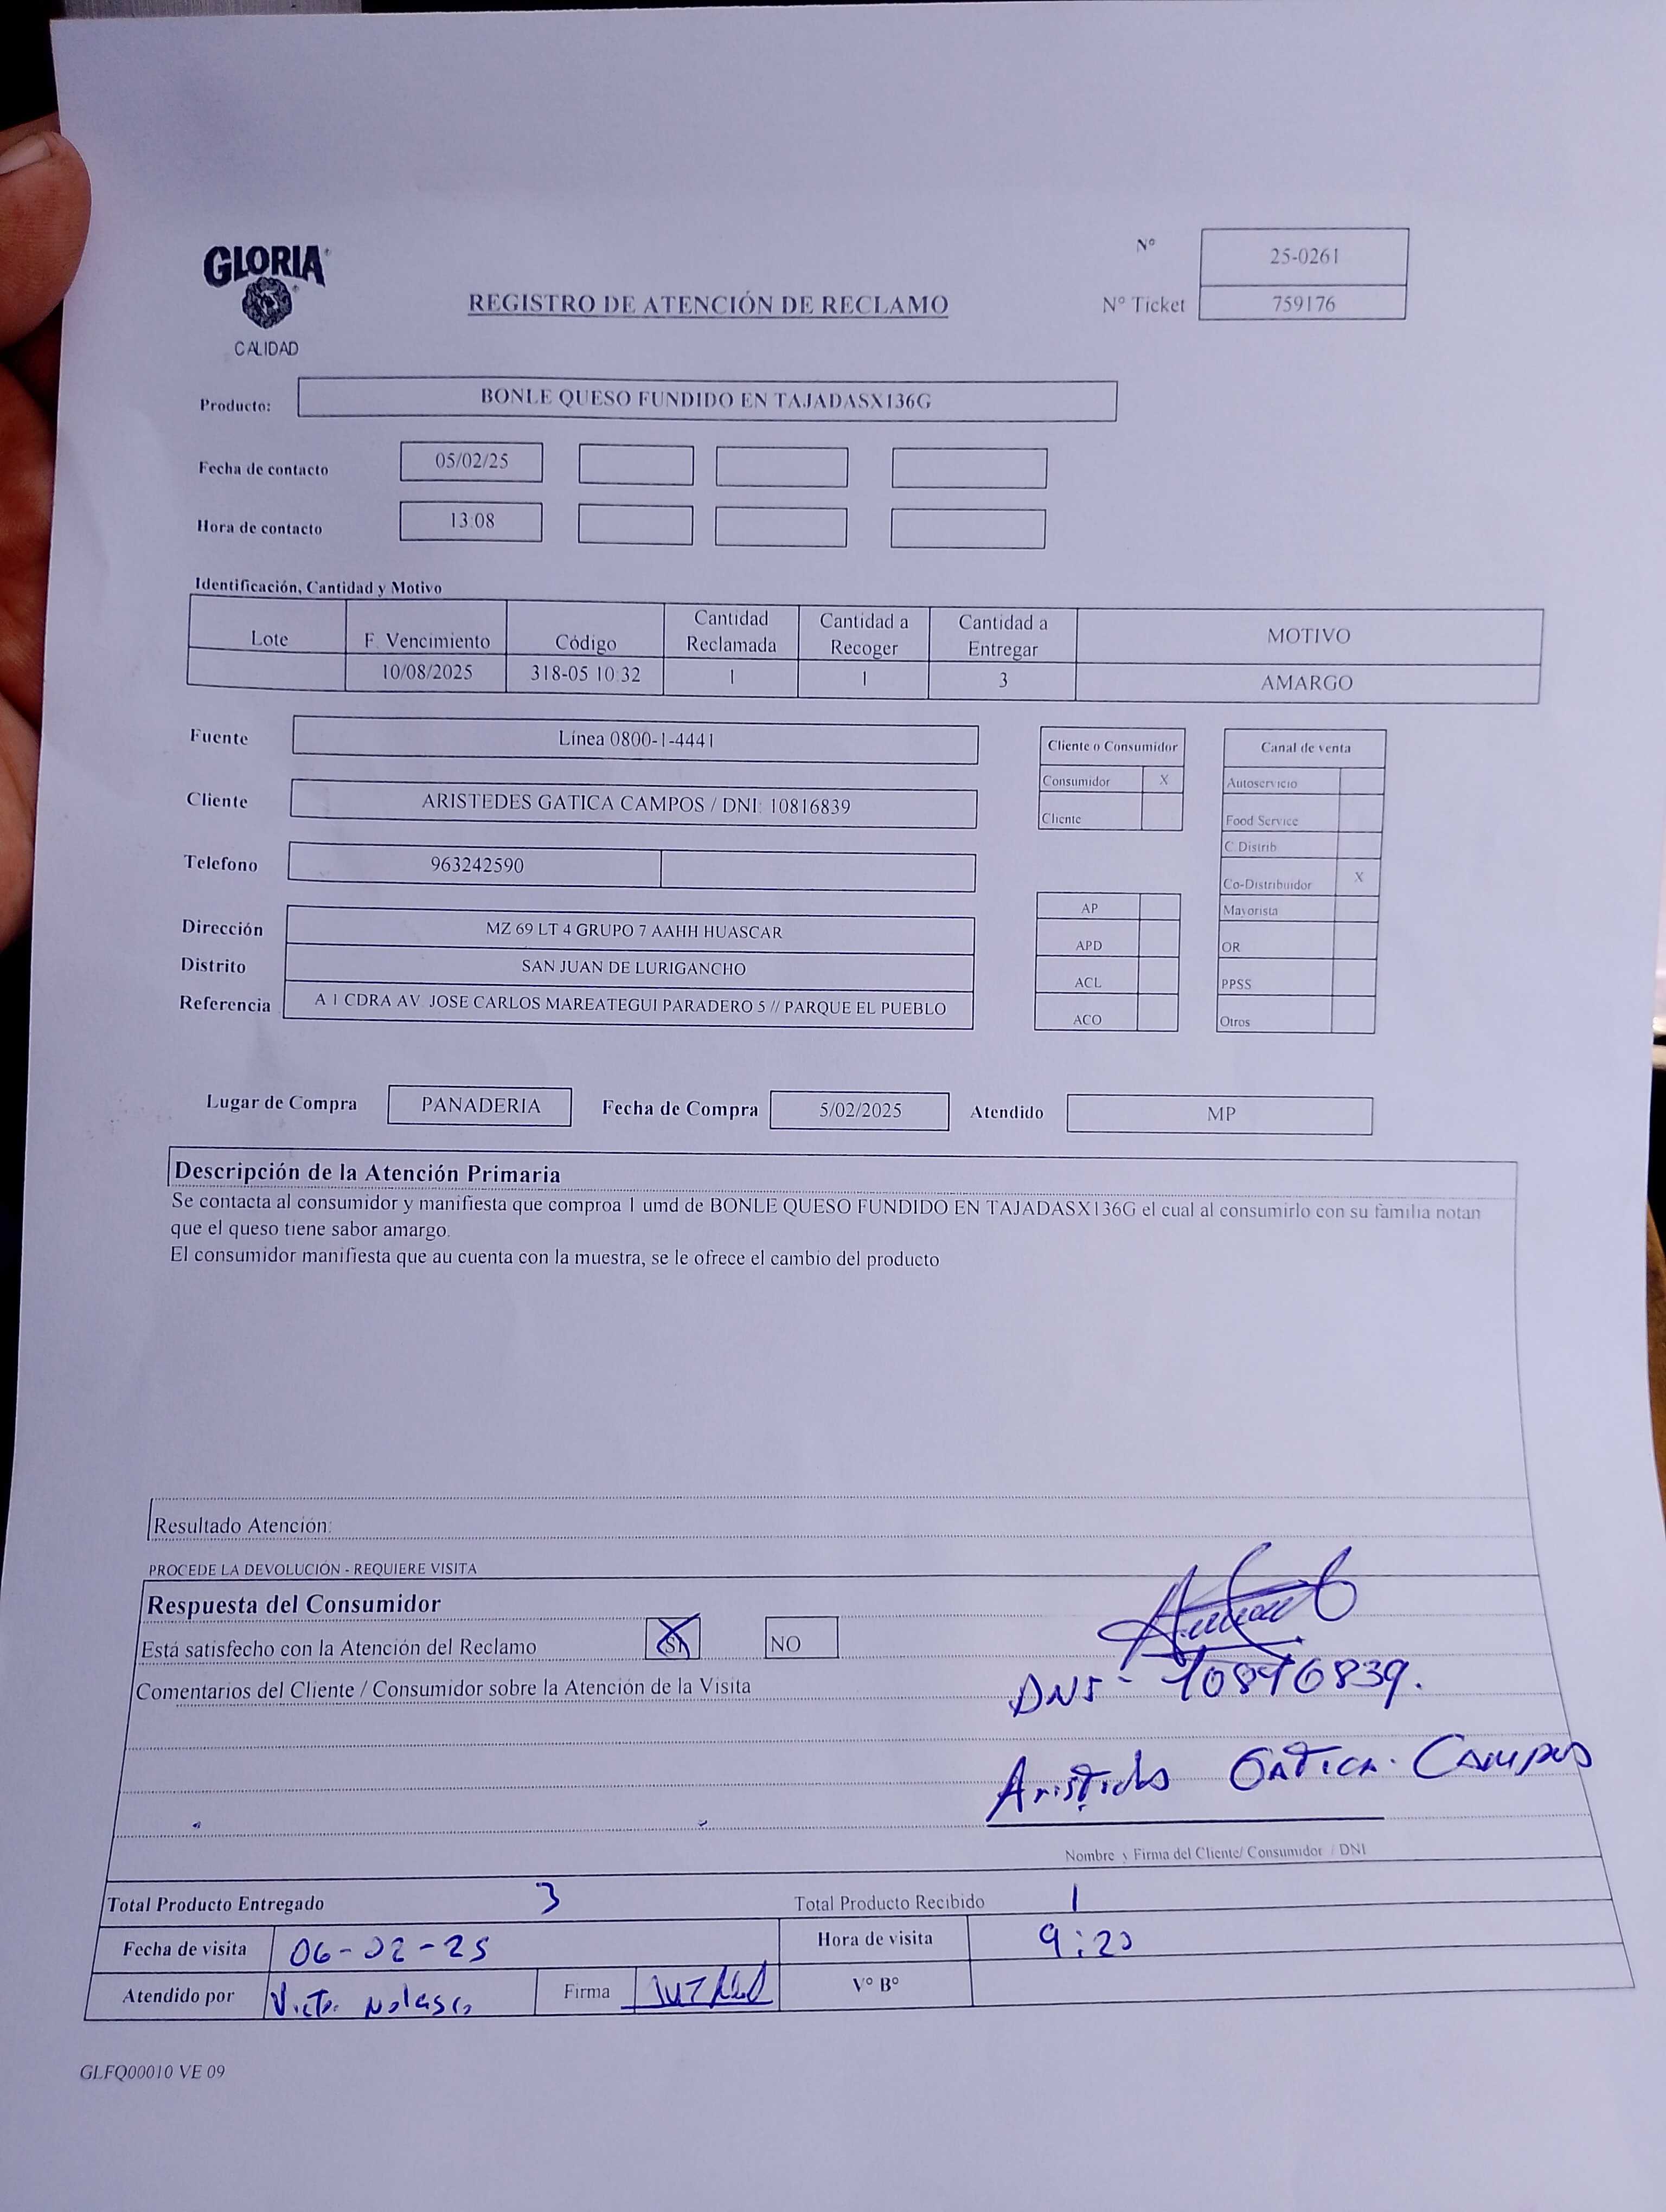 GLORIA
CALIDAD
REGISTRO DE ATENCIÓN DE RECLAMO
Nº 25-0261
Nº Ticket 759176
Producto: BONLE QUESO FUNDIDO EN TAJADASX136G
Fecha de contacto 05/02/25
Hora de contacto 13:08
Identificación, Cantidad y Motivo
Lote F. Vencimiento Código Cantidad Reclamada Cantidad a Recoger Cantidad a Entregar MOTIVO
10/08/2025 318-05 10:32 1 1 3 AMARGO
Fuente Línea 0800-1-4441
Cliente ARISTEDES GATICA CAMPOS / DNI: 10816839
Telefono 963242590
Dirección MZ 69 LT 4 GRUPO 7 AAHH HUASCAR
Distrito SAN JUAN DE LURIGANCHO
Referencia A 1 CDRA AV. JOSE CARLOS MAREATEGUI PARADERO 5 // PARQUE EL PUEBLO
Cliente o Consumidor
Consumidor X
Cliente
AP
APD
ACL
ACO
Canal de venta
Autoservicio
Food Service
C.Distrib
Co-Distribuidor X
Mayorista
OR
PPSS
Otros
Lugar de Compra PANADERIA Fecha de Compra 5/02/2025 Atendido MP
Descripción de la Atención Primaria
Se contacta al consumidor y manifiesta que comproa 1 umd de BONLE QUESO FUNDIDO EN TAJADASX136G el cual al consumirlo con su familia notan
que el queso tiene sabor amargo.
El consumidor manifiesta que au cuenta con la muestra, se le ofrece el cambio del producto
Resultado Atención:
PROCEDE LA DEVOLUCIÓN - REQUIERE VISITA
Respuesta del Consumidor
Está satisfecho con la Atención del Reclamo SI NO
Comentarios del Cliente / Consumidor sobre la Atención de la Visita
DNI - 10816839.
Aristides Gatica. Campos
Nombre y Firma del Cliente/ Consumidor / DNI
Total Producto Entregado 3 Total Producto Recibido 1
Fecha de visita 06-02-25 Hora de visita 9:20
Atendido por Victor Nolasco Firma Vº Bº
GLFQ00010 VE 09